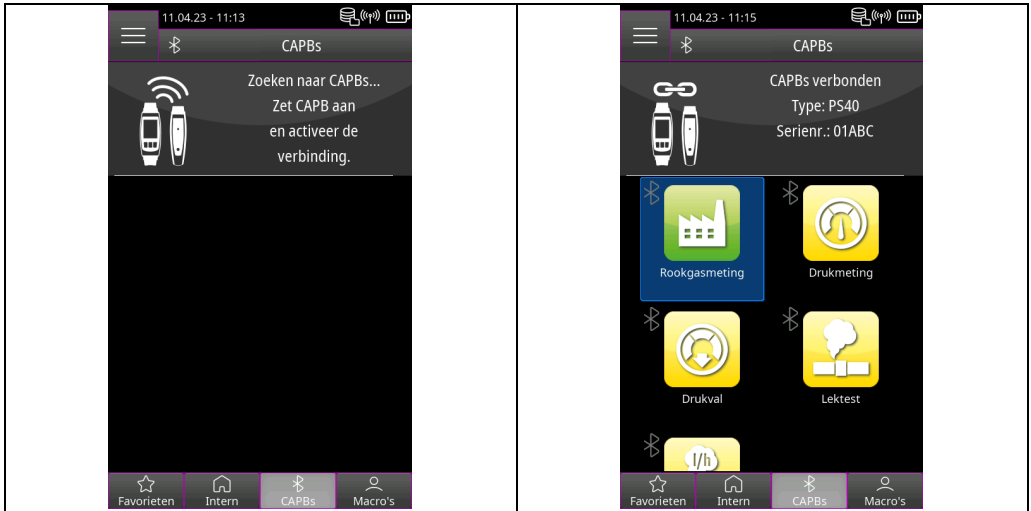 11.04.23 - 11:13
CAPBs
Zoeken naar CAPBs...
Zet CAPB aan
en activeer de
verbinding.
Favorieten Intern CAPBs Macro's
11.04.23 - 11:15
CAPBs
CAPBs verbonden
Type: PS40
Serienr.: 01ABC
Rookgasmeting Drukmeting
Drukval Lektest
l/h
Favorieten Intern CAPBs Macro's